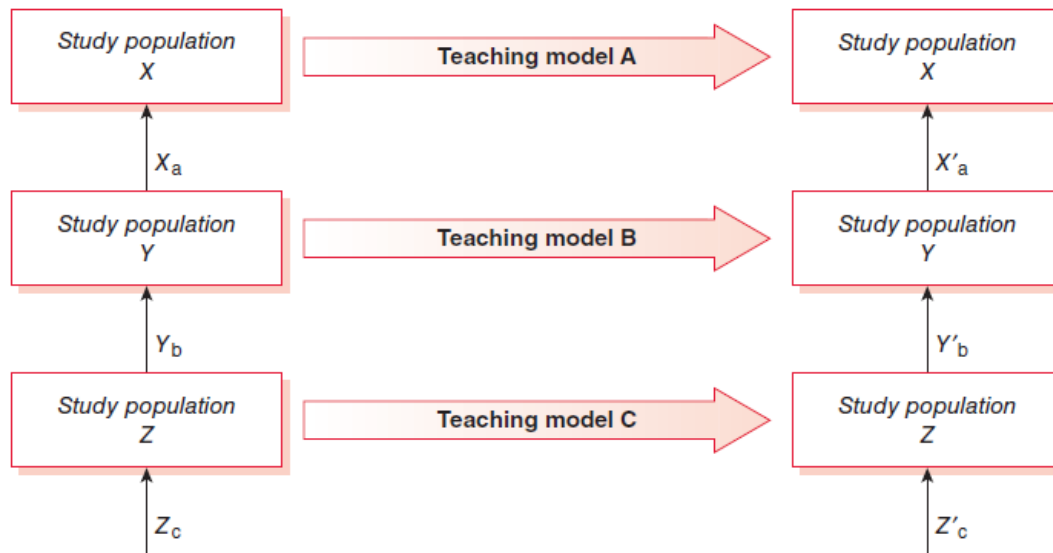 Study population
X
Teaching model A
Study population
X
Xa
X′a
Study population
Y
Teaching model B
Study population
Y
Yb
Y′b
Study population
Z
Teaching model C
Study population
Z
Zc
Z′c